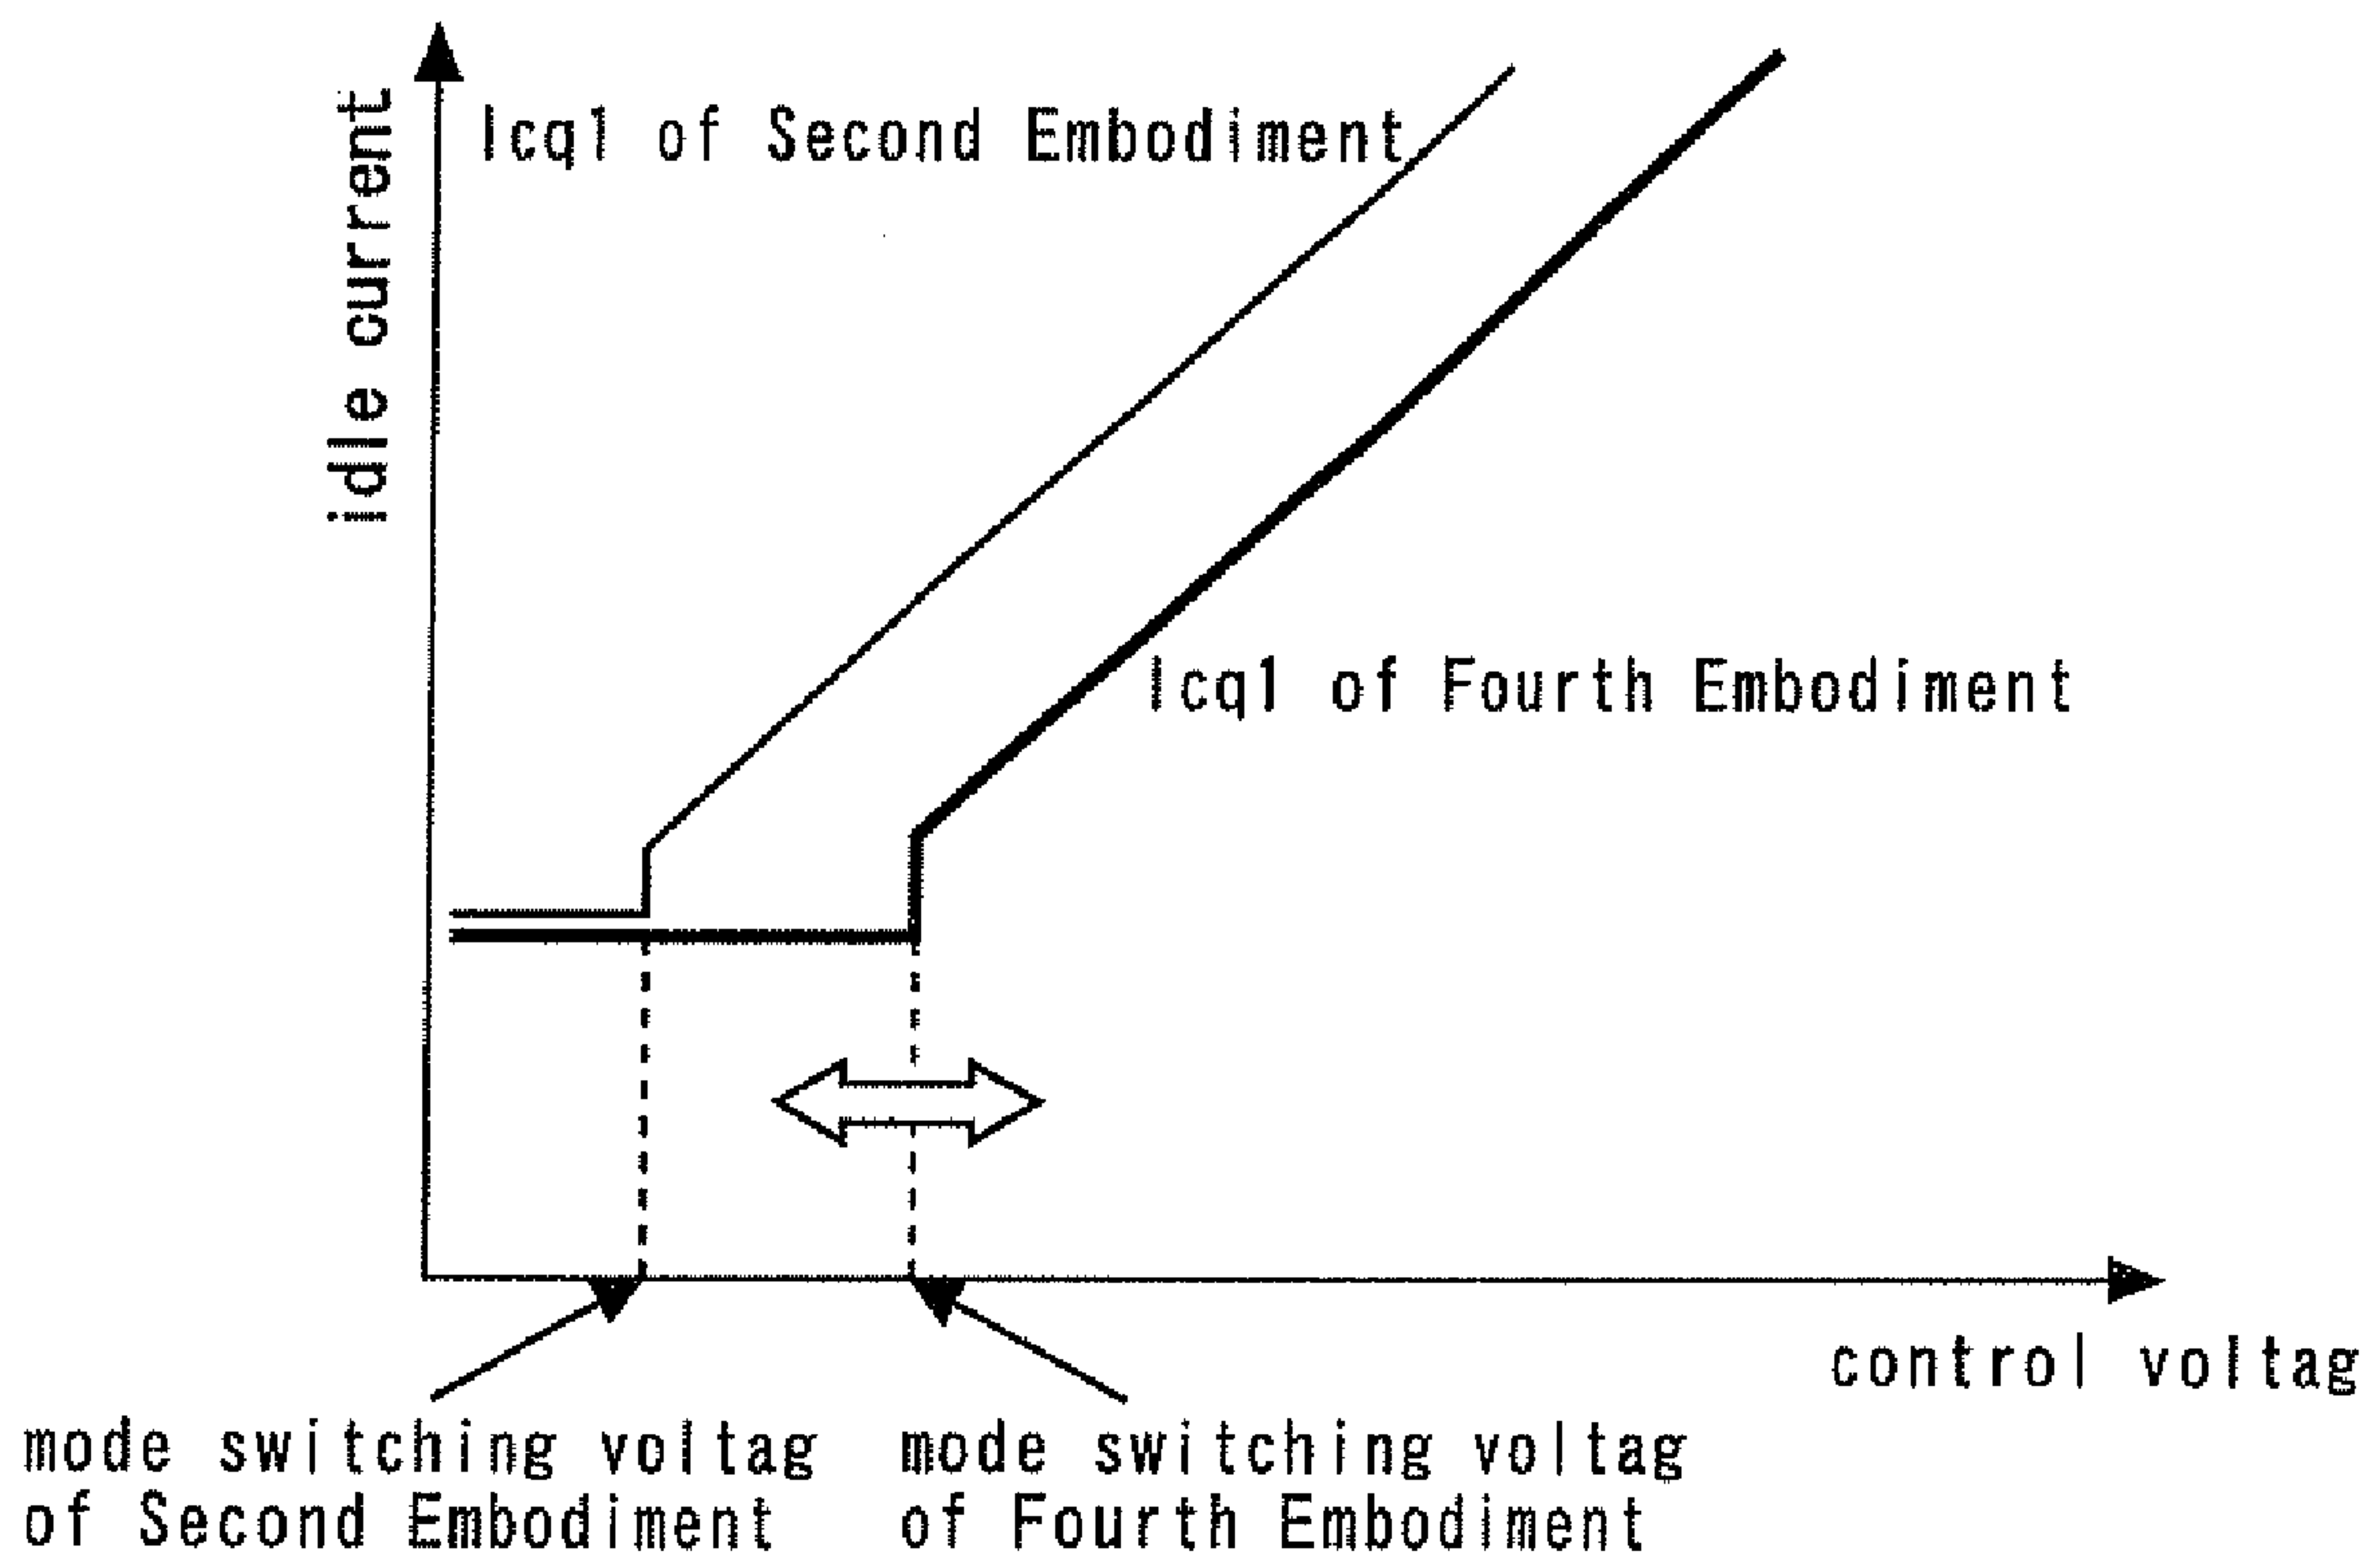 idle current
Icq1 of Second Embodiment
Icq1 of Fourth Embodiment
control voltag
mode switching voltag
of Second Embodiment
mode switching voltag
of Fourth Embodiment